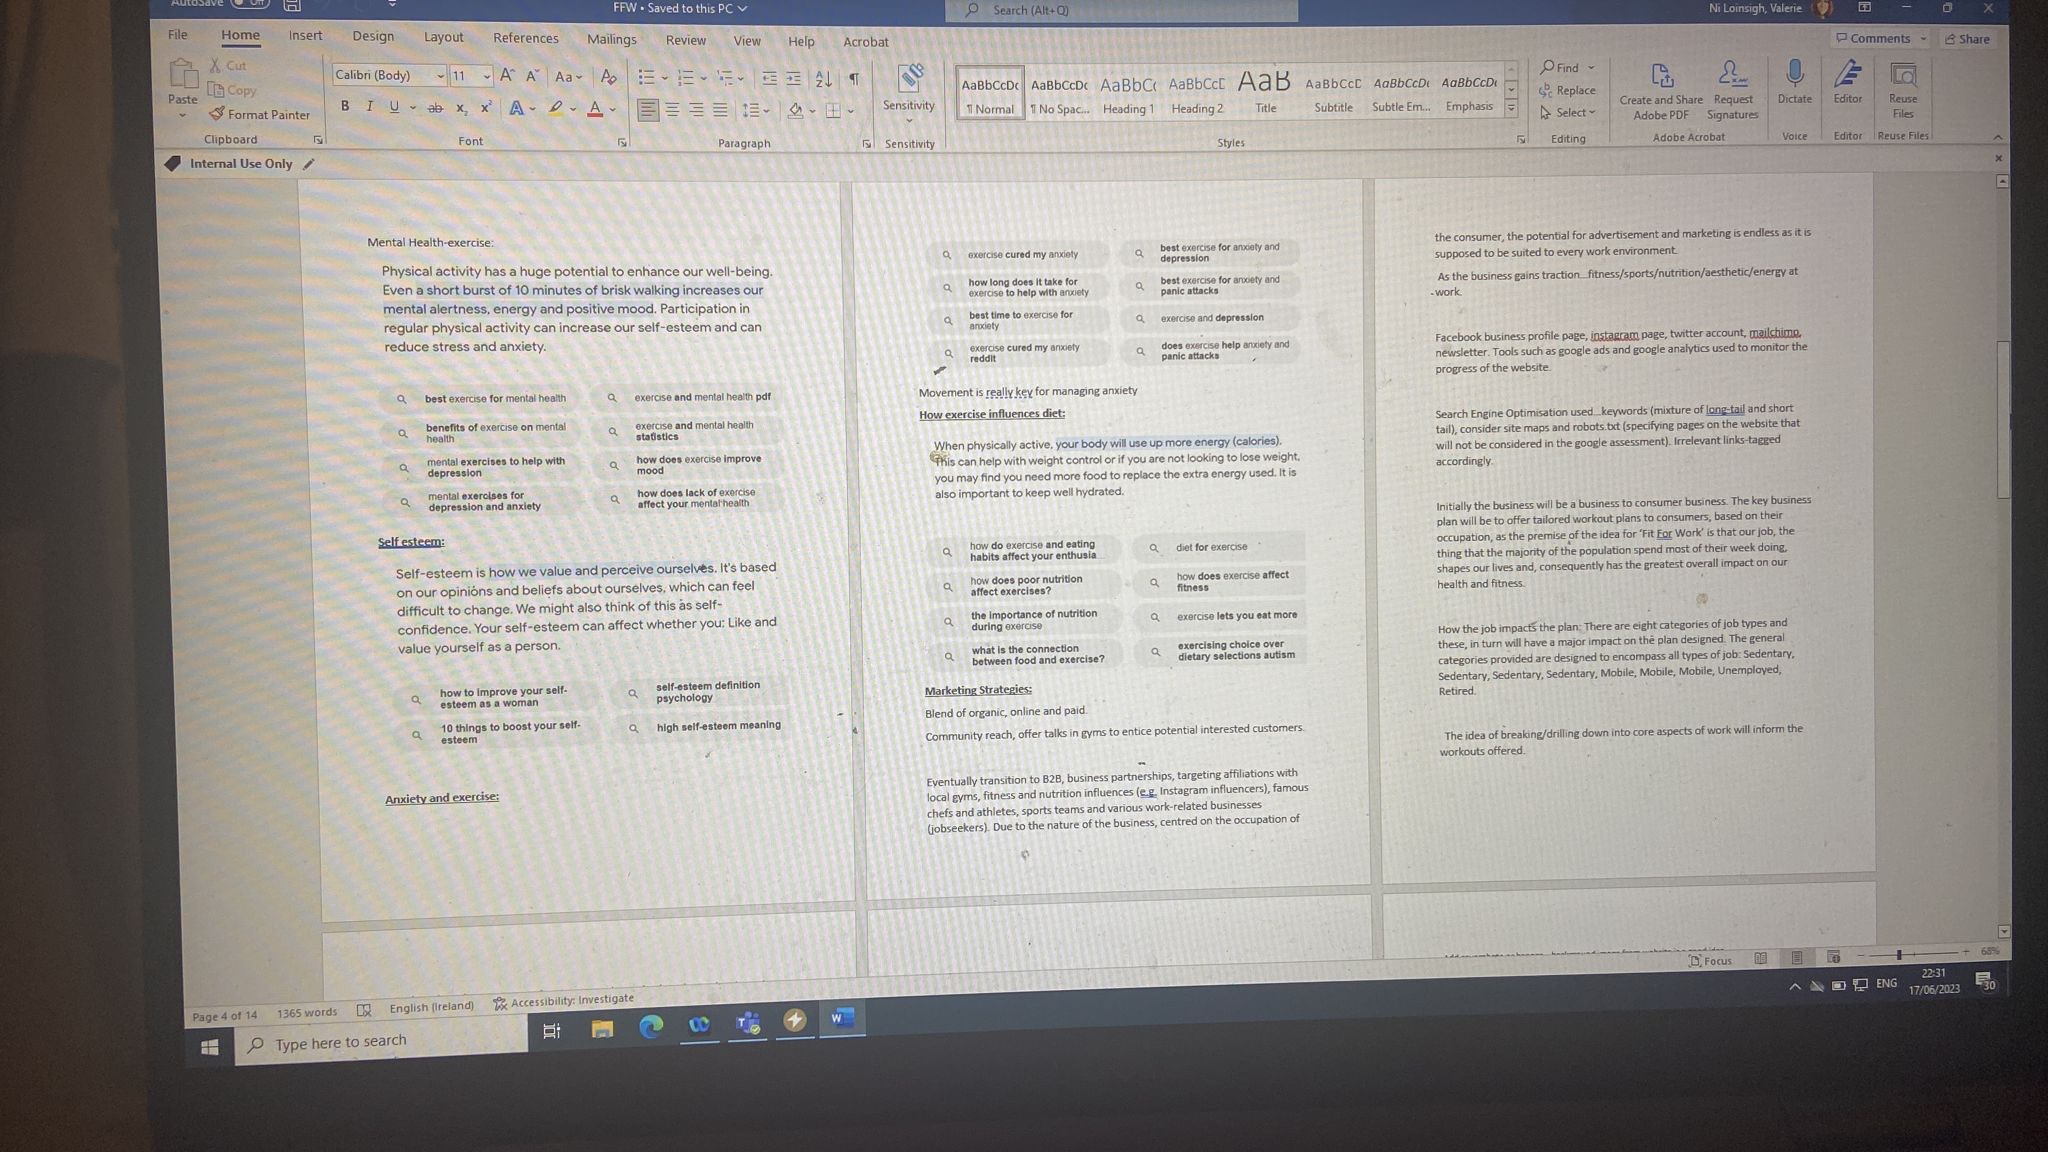 AutoSave Off
FFW • Saved to this PC
Search (Alt+Q)
Ni Loinsigh, Valerie
File Home Insert Design Layout References Mailings Review View Help Acrobat
Comments Share
Cut
Copy
Format Painter
Paste
Clipboard
Calibri (Body) 11
Font
Paragraph
Sensitivity
Sensitivity
AaBbCcDc AaBbCcDc AaBbC AaBbCcD AaB AaBbCcD AaBbCcDc AaBbCcDc
¶ Normal ¶ No Spac... Heading 1 Heading 2 Title Subtitle Subtle Em... Emphasis
Styles
Find
Replace
Select
Editing
Create and Share
Adobe PDF
Request
Signatures
Adobe Acrobat
Dictate
Voice
Editor
Editor
Reuse
Files
Reuse Files
Internal Use Only
Mental Health-exercise:
Physical activity has a huge potential to enhance our well-being.
Even a short burst of 10 minutes of brisk walking increases our
mental alertness, energy and positive mood. Participation in
regular physical activity can increase our self-esteem and can
reduce stress and anxiety.
best exercise for mental health
exercise and mental health pdf
benefits of exercise on mental
health
exercise and mental health
statistics
mental exercises to help with
depression
how does exercise improve
mood
mental exercises for
depression and anxiety
how does lack of exercise
affect your mental health
Self esteem:
Self-esteem is how we value and perceive ourselves. It's based
on our opinions and beliefs about ourselves, which can feel
difficult to change. We might also think of this as self-
confidence. Your self-esteem can affect whether you: Like and
value yourself as a person.
how to improve your self-
esteem as a woman
self-esteem definition
psychology
10 things to boost your self-
esteem
high self-esteem meaning
Anxiety and exercise:
exercise cured my anxiety
best exercise for anxiety and
depression
how long does it take for
exercise to help with anxiety
best exercise for anxiety and
panic attacks
best time to exercise for
anxiety
exercise and depression
exercise cured my anxiety
reddit
does exercise help anxiety and
panic attacks
Movement is really key for managing anxiety
How exercise influences diet:
When physically active, your body will use up more energy (calories).
This can help with weight control or if you are not looking to lose weight,
you may find you need more food to replace the extra energy used. It is
also important to keep well hydrated.
how do exercise and eating
habits affect your enthusia
diet for exercise
how does poor nutrition
affect exercises?
how does exercise affect
fitness
the importance of nutrition
during exercise
exercise lets you eat more
what is the connection
between food and exercise?
exercising choice over
dietary selections autism
Marketing Strategies:
Blend of organic, online and paid.
Community reach, offer talks in gyms to entice potential interested customers.
Eventually transition to B2B, business partnerships, targeting affiliations with
local gyms, fitness and nutrition influences (e.g. Instagram influencers), famous
chefs and athletes, sports teams and various work-related businesses
(jobseekers). Due to the nature of the business, centred on the occupation of
the consumer, the potential for advertisement and marketing is endless as it is
supposed to be suited to every work environment.
As the business gains traction...fitness/sports/nutrition/aesthetic/energy at
work.
Facebook business profile page, instagram page, twitter account, mailchimp,
newsletter. Tools such as google ads and google analytics used to monitor the
progress of the website.
Search Engine Optimisation used...keywords (mixture of long-tail and short
tail), consider site maps and robots.txt (specifying pages on the website that
will not be considered in the google assessment). Irrelevant links-tagged
accordingly.
Initially the business will be a business to consumer business. The key business
plan will be to offer tailored workout plans to consumers, based on their
occupation, as the premise of the idea for 'Fit For Work' is that our job, the
thing that the majority of the population spend most of their week doing,
shapes our lives and, consequently has the greatest overall impact on our
health and fitness.
How the job impacts the plan: There are eight categories of job types and
these, in turn will have a major impact on the plan designed. The general
categories provided are designed to encompass all types of job: Sedentary,
Sedentary, Sedentary, Sedentary, Mobile, Mobile, Mobile, Unemployed,
Retired.
The idea of breaking/drilling down into core aspects of work will inform the
workouts offered.
Page 4 of 14 1365 words English (Ireland) Accessibility: Investigate
Focus
68%
Type here to search
ENG
22:31
17/06/2023
30